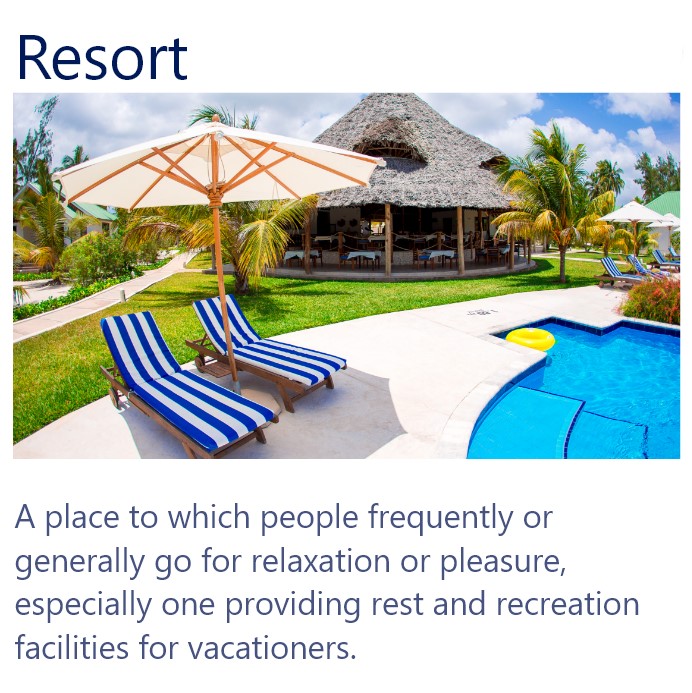 Resort
A place to which people frequently or
generally go for relaxation or pleasure,
especially one providing rest and recreation
facilities for vacationers.